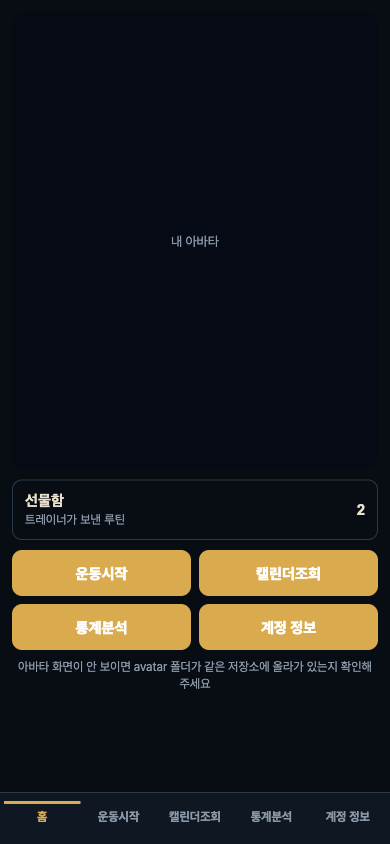 내 아바타
선물함
트레이너가 보낸 루틴
2
운동시작
캘린더조회
통계분석
계정 정보
아바타 화면이 안 보이면 avatar 폴더가 같은 저장소에 올라가 있는지 확인해
주세요
홈
운동시작
캘린더조회
통계분석
계정 정보